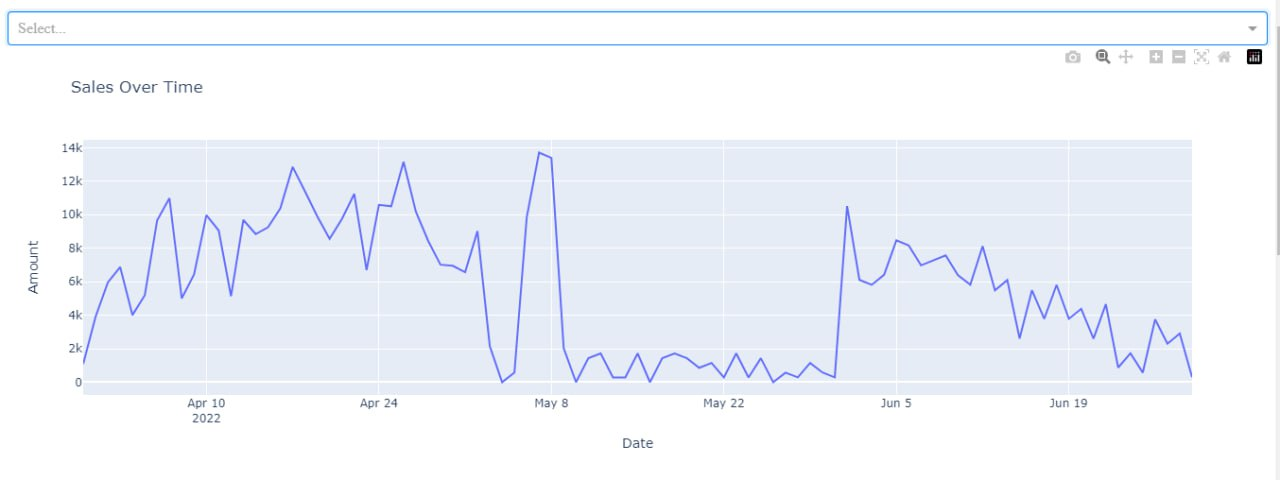 Select...
Sales Over Time
14k
12k
10k
8k
6k
4k
2k
0
Amount
Apr 10 Apr 24 May 8 May 22 Jun 5 Jun 19
2022
Date